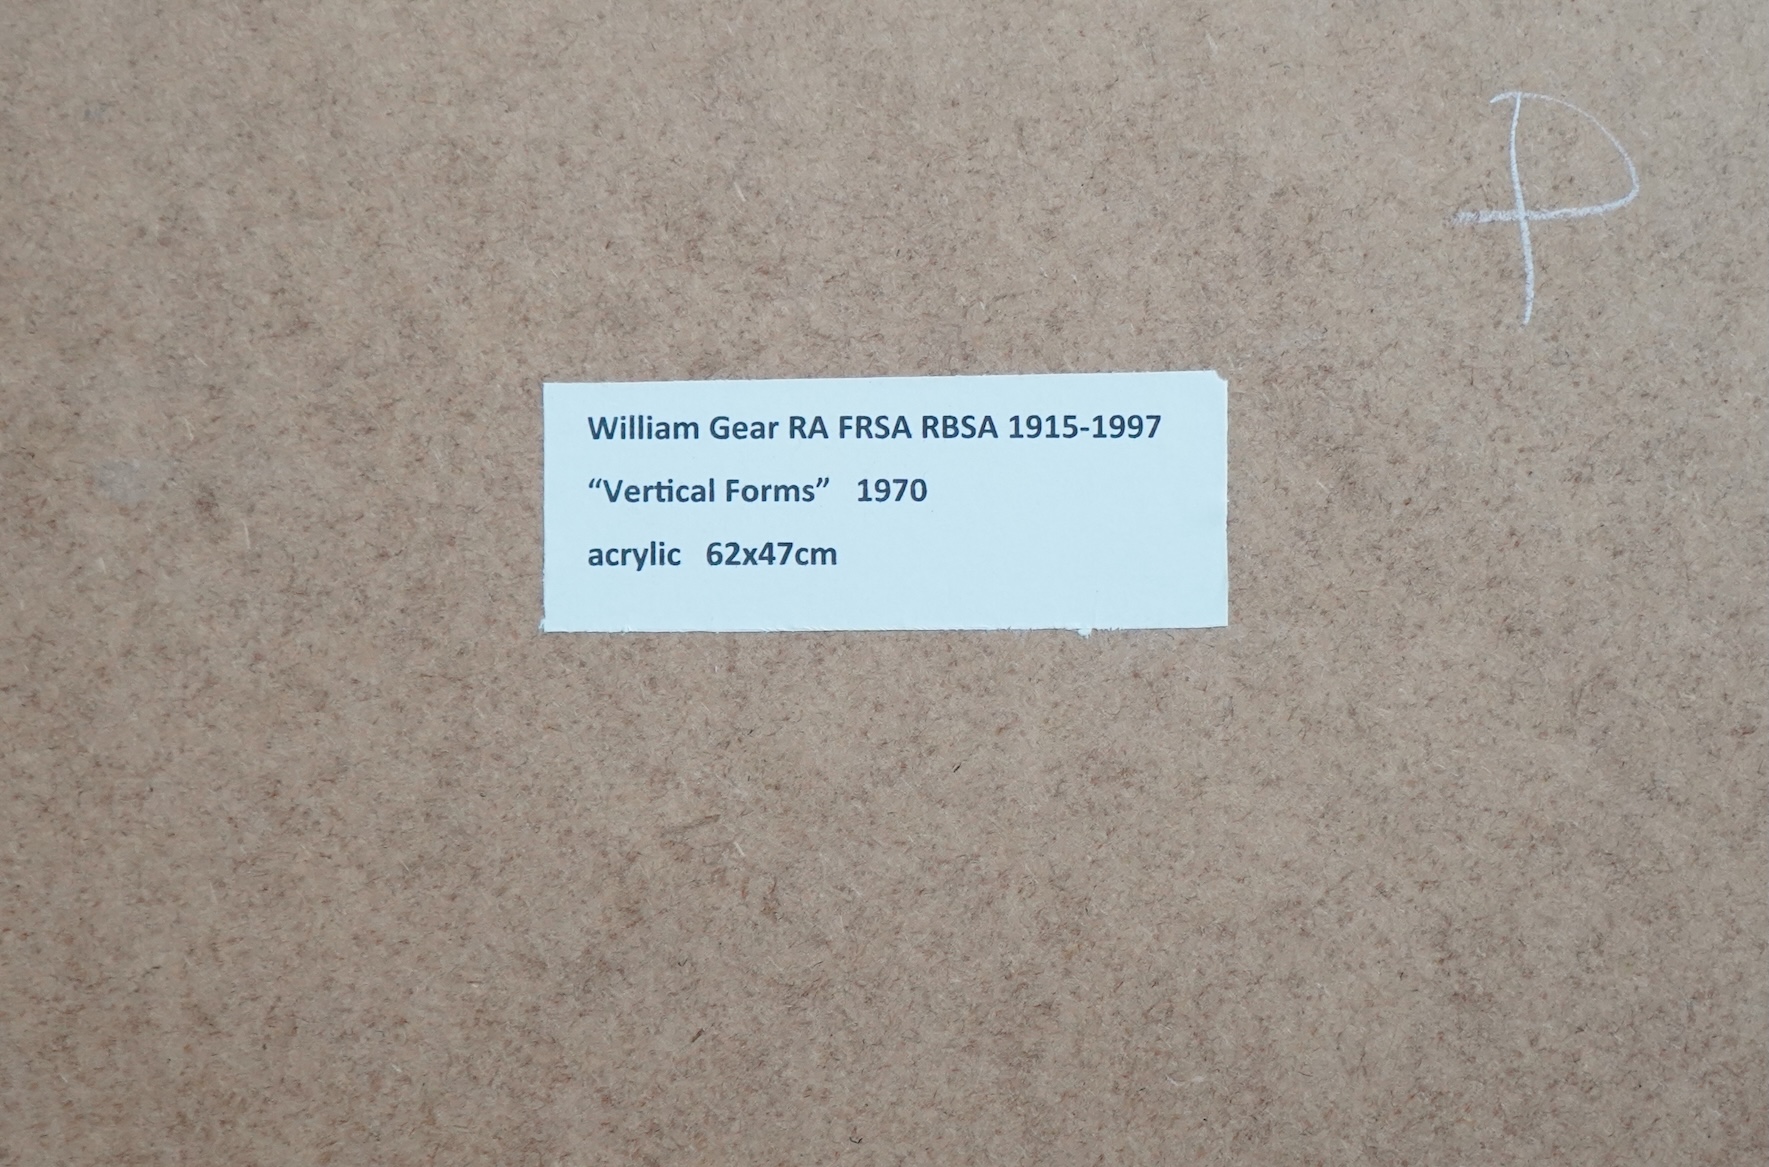 P
William Gear RA FRSA RBSA 1915-1997
“Vertical Forms” 1970
acrylic 62x47cm